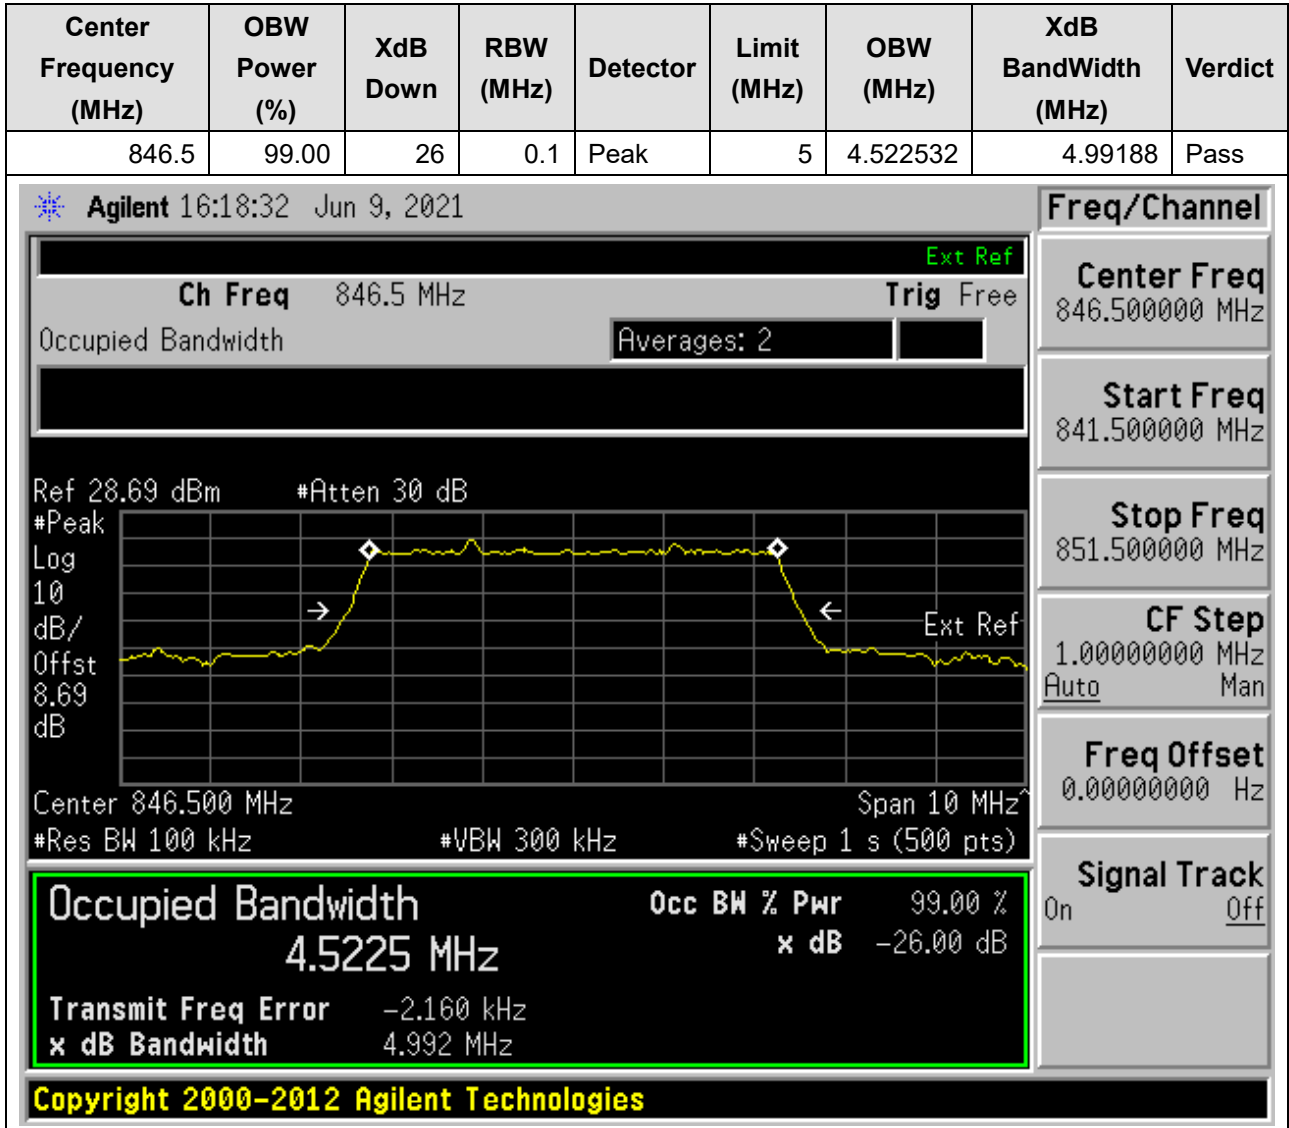 Center Frequency (MHz) OBW Power (%) XdB Down RBW (MHz) Detector Limit (MHz) OBW (MHz) XdB BandWidth (MHz) Verdict
846.5 99.00 26 0.1 Peak 5 4.522532 4.99188 Pass
Agilent 16:18:32 Jun 9, 2021
Freq/Channel
Ext Ref
Ch Freq 846.5 MHz Trig Free
Occupied Bandwidth Averages: 2
Center Freq
846.500000 MHz
Start Freq
841.500000 MHz
Stop Freq
851.500000 MHz
CF Step
1.00000000 MHz
Auto Man
Freq Offset
0.00000000 Hz
Signal Track
On Off
Ref 28.69 dBm #Atten 30 dB
#Peak
Log
10
dB/
Offst
8.69
dB
Ext Ref
Center 846.500 MHz Span 10 MHz^
#Res BW 100 kHz #VBW 300 kHz #Sweep 1 s (500 pts)
Occupied Bandwidth
4.5225 MHz
Occ BW % Pwr 99.00 %
x dB -26.00 dB
Transmit Freq Error -2.160 kHz
x dB Bandwidth 4.992 MHz
Copyright 2000-2012 Agilent Technologies